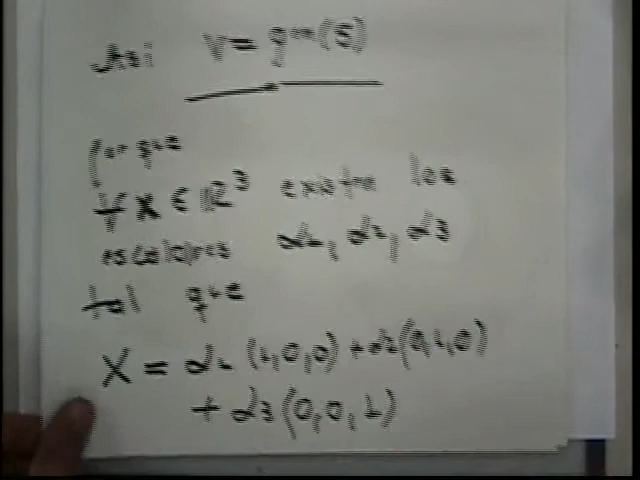 Así V = gen(S)
porque
∀ X ∈ ℝ³ existen los
escalares α1, α2, α3
tal que
X = α1 (1,0,0) + α2(0,1,0)
+ α3(0,0,1)